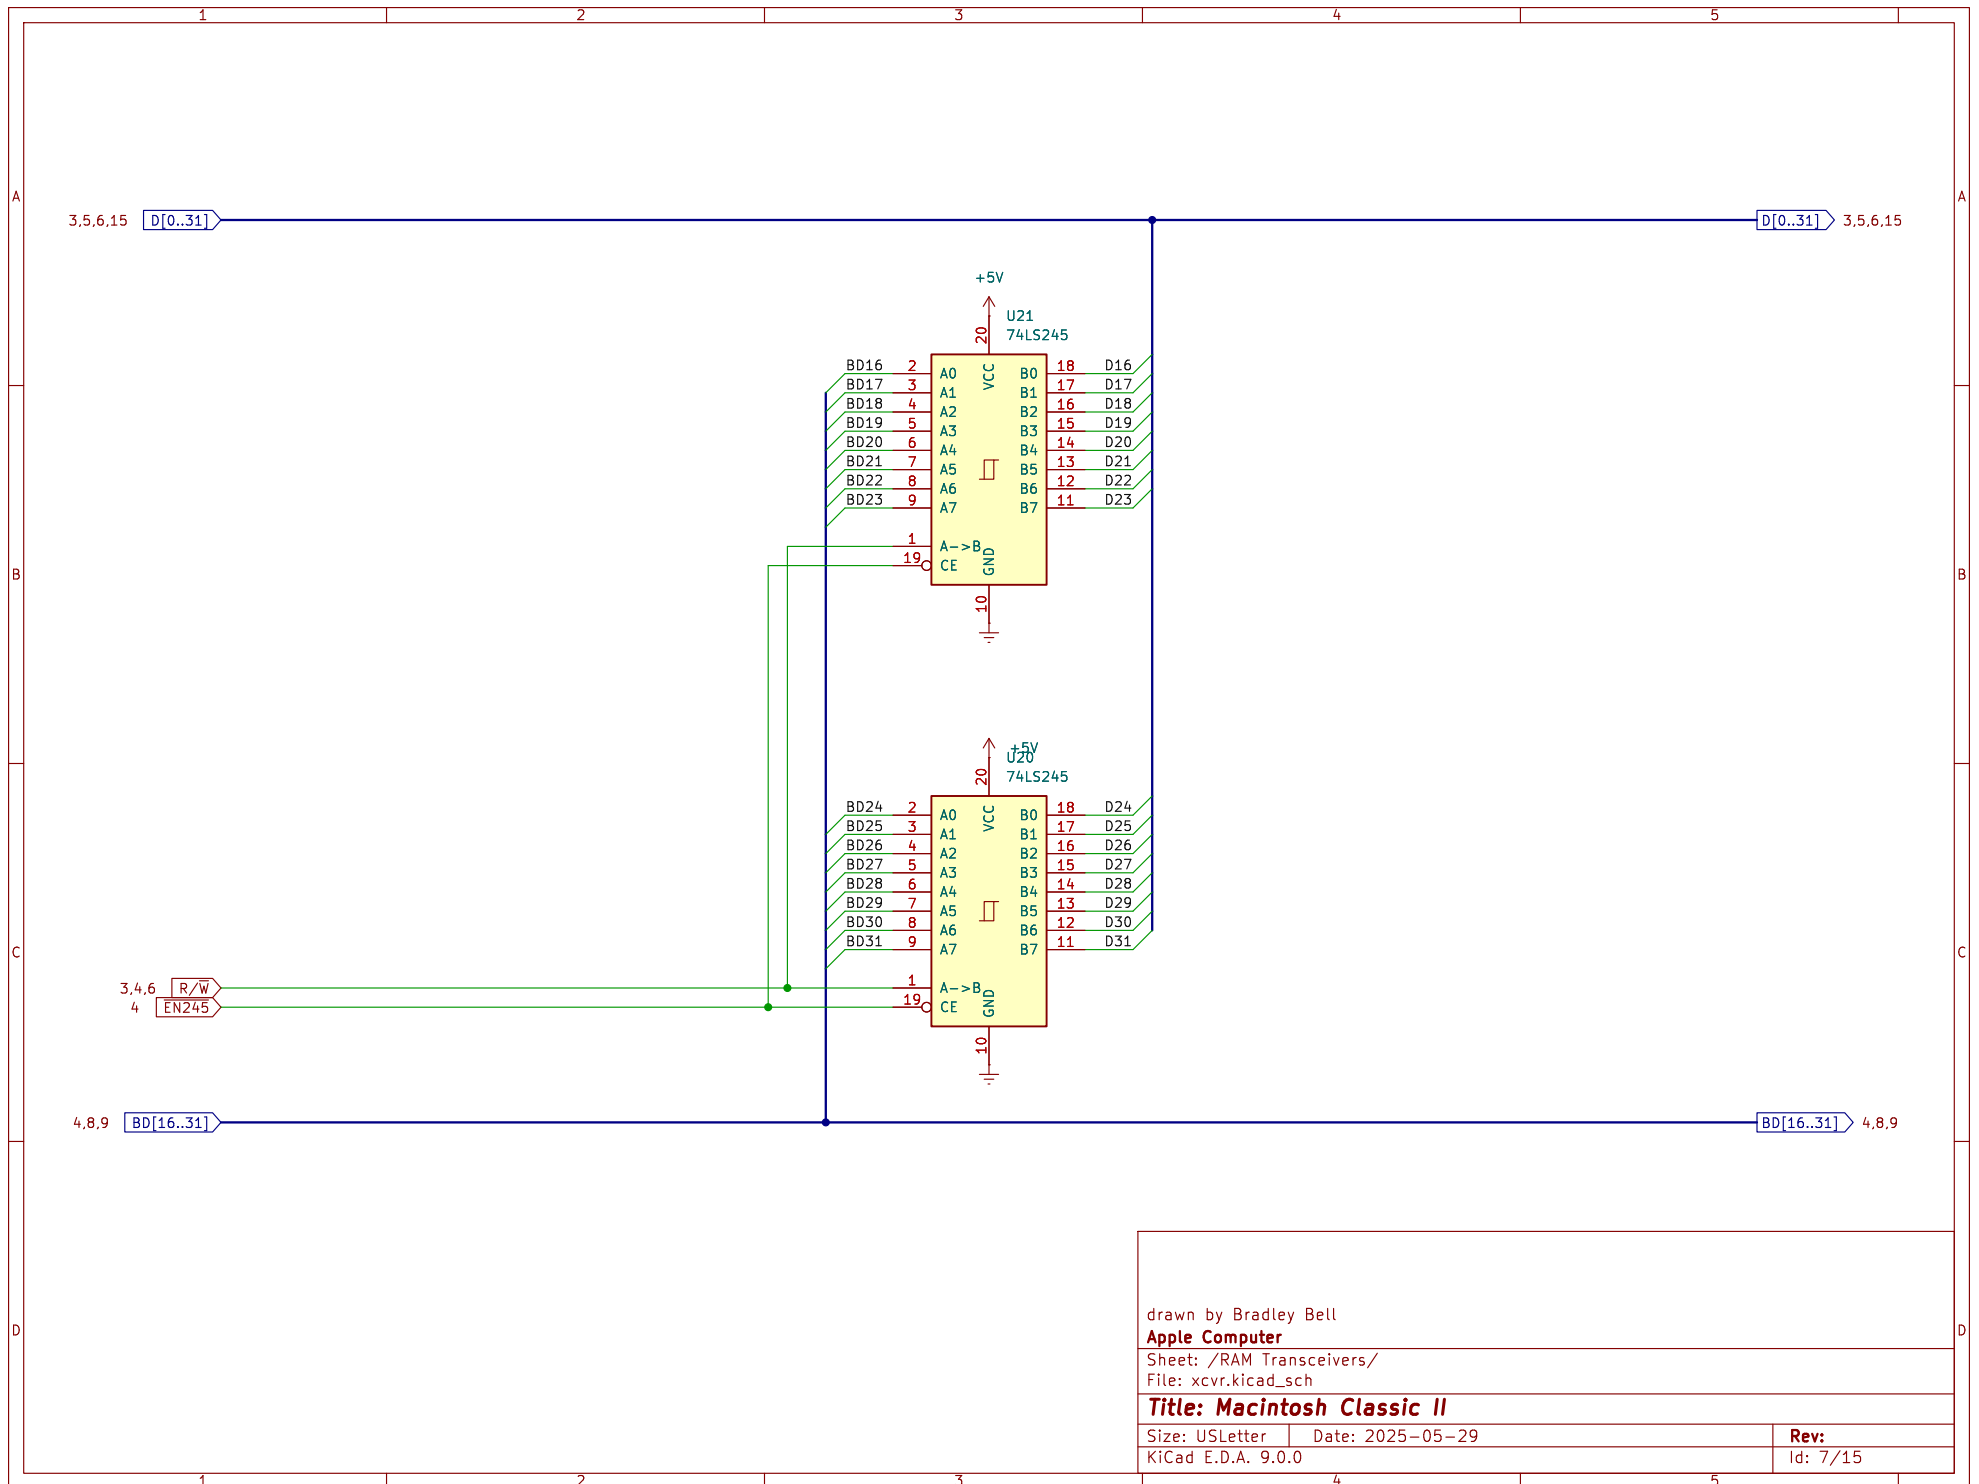 1 2 3 4 5
A A
3,5,6,15 D[0..31] D[0..31] 3,5,6,15
+5V
U21
74LS245
20
VCC
BD16 2 A0 B0 18 D16
BD17 3 A1 B1 17 D17
BD18 4 A2 B2 16 D18
BD19 5 A3 B3 15 D19
BD20 6 A4 B4 14 D20
BD21 7 A5 B5 13 D21
BD22 8 A6 B6 12 D22
BD23 9 A7 B7 11 D23
1 A->B
19 CE
GND
10
B B
+5V
U20
74LS245
20
VCC
BD24 2 A0 B0 18 D24
BD25 3 A1 B1 17 D25
BD26 4 A2 B2 16 D26
BD27 5 A3 B3 15 D27
BD28 6 A4 B4 14 D28
BD29 7 A5 B5 13 D29
BD30 8 A6 B6 12 D30
BD31 9 A7 B7 11 D31
C C
3,4,6 R/W̅ 1 A->B
4 E̅N̅2̅4̅5̅ 19 CE
GND
10
4,8,9 BD[16..31] BD[16..31] 4,8,9
D D
drawn by Bradley Bell
Apple Computer
Sheet: /RAM Transceivers/
File: xcvr.kicad_sch
Title: Macintosh Classic II
Size: USLetter Date: 2025-05-29 Rev:
KiCad E.D.A. 9.0.0 Id: 7/15
1 2 3 4 5